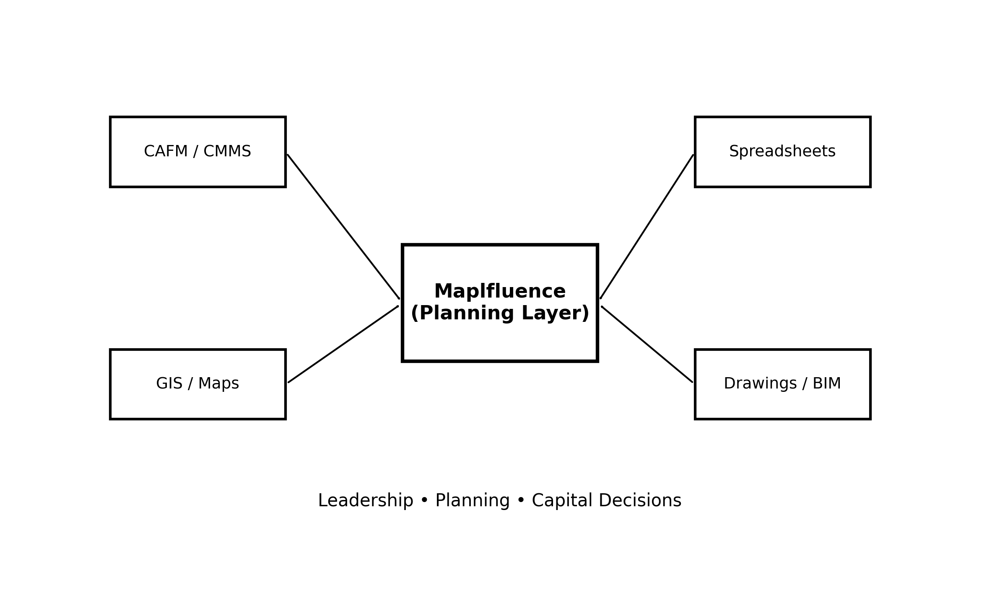 CAFM / CMMS
Spreadsheets
Maplfluence
(Planning Layer)
GIS / Maps
Drawings / BIM
Leadership • Planning • Capital Decisions